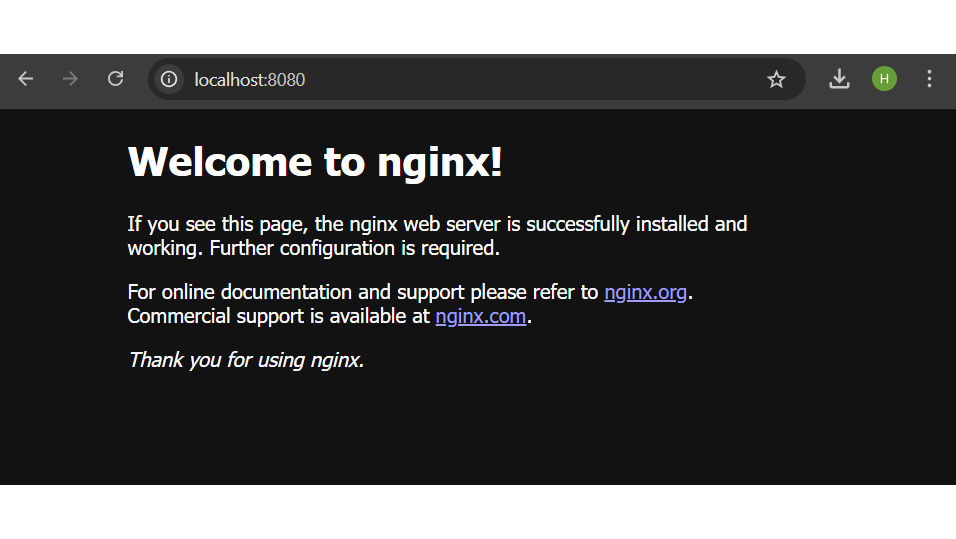 localhost:8080
H
Welcome to nginx!
If you see this page, the nginx web server is successfully installed and
working. Further configuration is required.
For online documentation and support please refer to nginx.org.
Commercial support is available at nginx.com.
Thank you for using nginx.